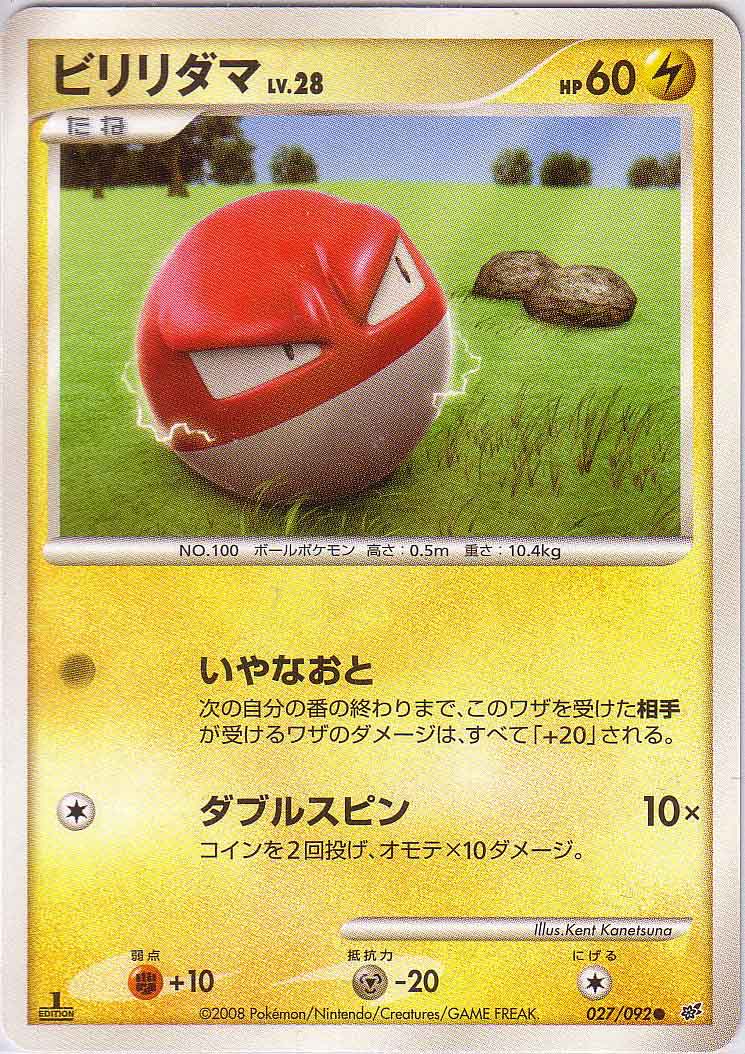 ビリリダマ LV.28 HP60
たね
NO.100 ボールポケモン 高さ:0.5m 重さ:10.4kg
いやなおと
次の自分の番の終わりまで、このワザを受けた相手
が受けるワザのダメージは、すべて「+20」される。
ダブルスピン 10×
コインを2回投げ、オモテ×10ダメージ。
Illus.Kent Kanetsuna
弱点 抵抗力 にげる
+10 -20
1 EDITION
©2008 Pokémon/Nintendo/Creatures/GAME FREAK. 027/092